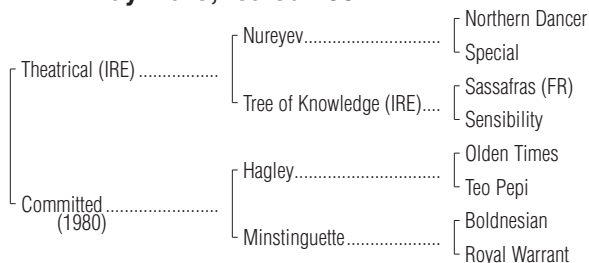 Northern Dancer
Nureyev
Special
Theatrical (IRE)
Sassafras (FR)
Tree of Knowledge (IRE)
Sensibility
Olden Times
Hagley
Teo Pepi
Committed
(1980)
Boldnesian
Minstinguette
Royal Warrant